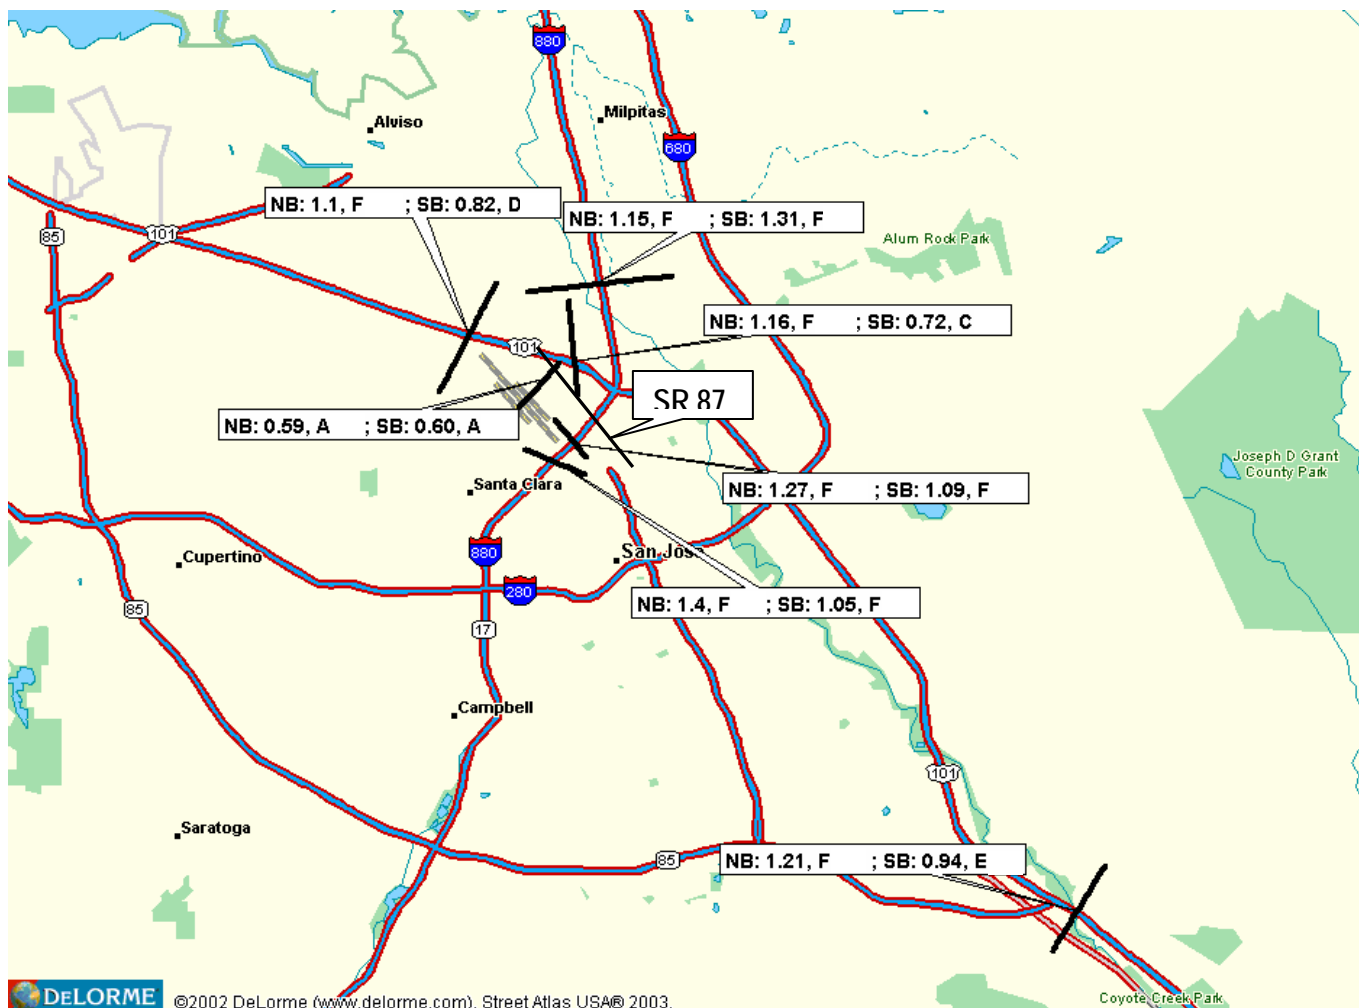 880
Milpitas
Alviso
680
NB: 1.1, F ; SB: 0.82, D
NB: 1.15, F ; SB: 1.31, F
85
101
Alum Rock Park
NB: 1.16, F ; SB: 0.72, C
101
SR 87
NB: 0.59, A ; SB: 0.60, A
Joseph D Grant
County Park
Santa Clara
NB: 1.27, F ; SB: 1.09, F
880
San Jose
Cupertino
280
NB: 1.4, F ; SB: 1.05, F
85
17
Campbell
101
Saratoga
85
NB: 1.21, F ; SB: 0.94, E
Coyote Creek Park
DELORME
©2002 DeLorme (www.delorme.com). Street Atlas USA® 2003.